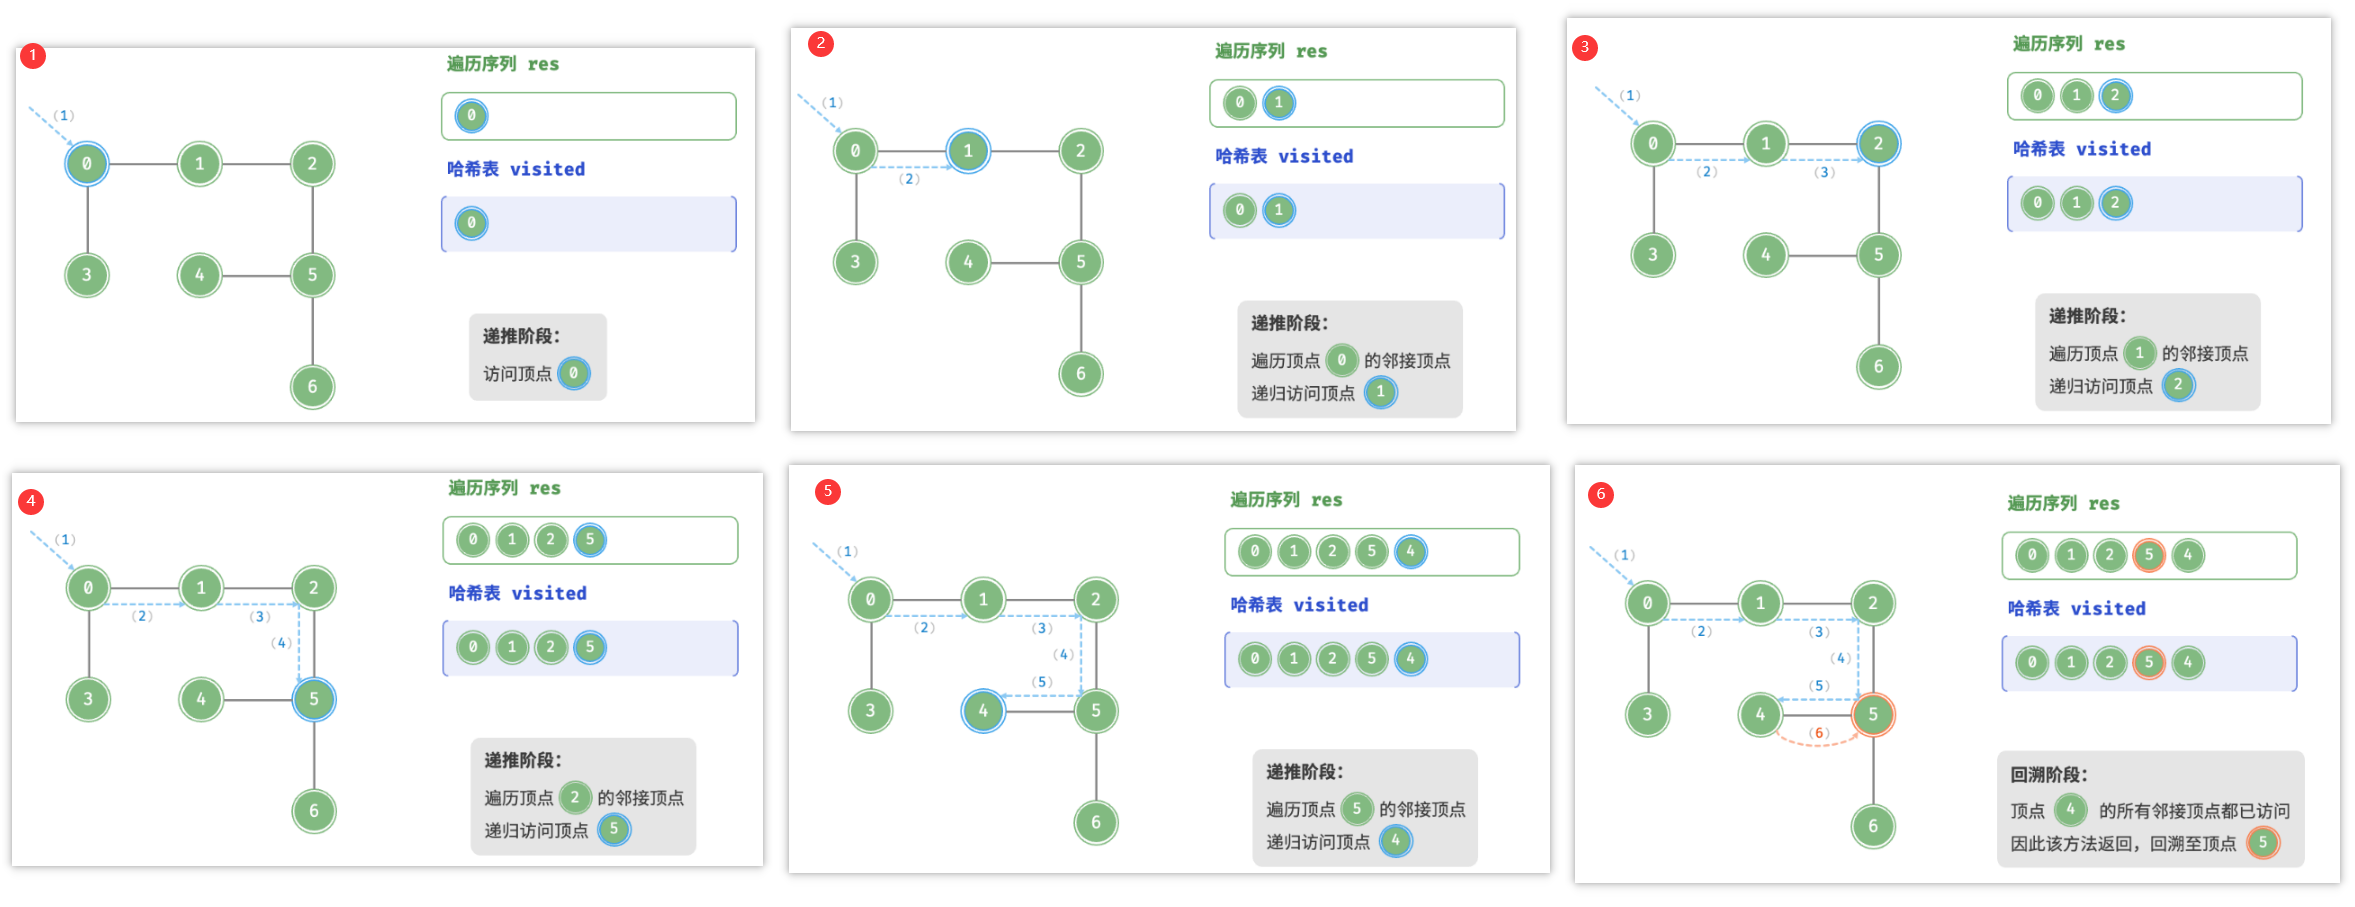 1
遍历序列 res
0
哈希表 visited
0
(1)
0 1 2
3 4 5
6
递推阶段：
访问顶点 0
2
遍历序列 res
0 1
哈希表 visited
0 1
(1)
0 1 2
(2)
3 4 5
6
递推阶段：
遍历顶点 0 的邻接顶点
递归访问顶点 1
3
遍历序列 res
0 1 2
哈希表 visited
0 1 2
(1)
0 1 2
(2) (3)
3 4 5
6
递推阶段：
遍历顶点 1 的邻接顶点
递归访问顶点 2
4
遍历序列 res
0 1 2 5
哈希表 visited
0 1 2 5
(1)
0 1 2
(2) (3)
(4)
3 4 5
6
递推阶段：
遍历顶点 2 的邻接顶点
递归访问顶点 5
5
遍历序列 res
0 1 2 5 4
哈希表 visited
0 1 2 5 4
(1)
0 1 2
(2) (3)
(4)
(5)
3 4 5
6
递推阶段：
遍历顶点 5 的邻接顶点
递归访问顶点 4
6
遍历序列 res
0 1 2 5 4
哈希表 visited
0 1 2 5 4
(1)
0 1 2
(2) (3)
(4)
(5)
3 4 5
(6)
6
回溯阶段：
顶点 4 的所有邻接顶点都已访问
因此该方法返回，回溯至顶点 5